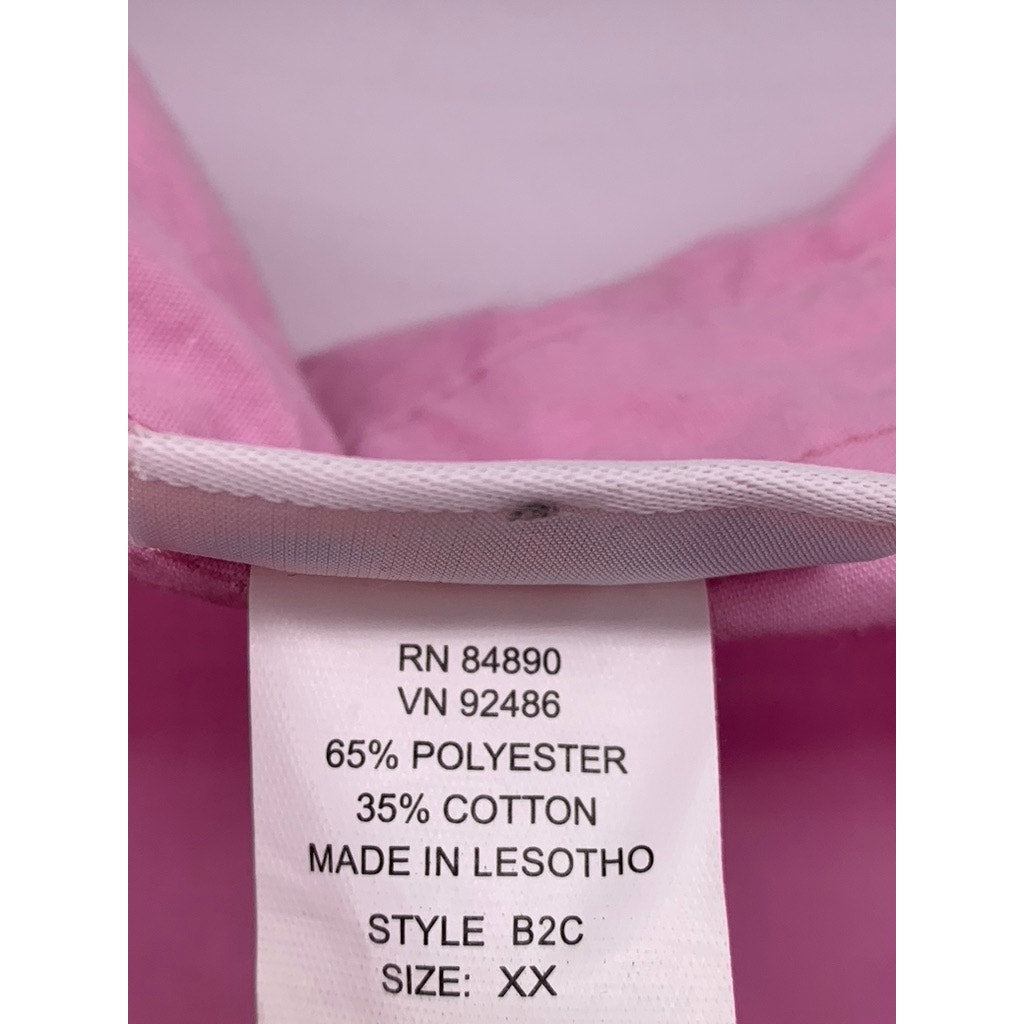 RN 84890
VN 92486
65% POLYESTER
35% COTTON
MADE IN LESOTHO
STYLE B2C
SIZE: XX